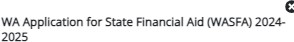 WA Application for State Financial Aid (WASFA) 2024-
2025